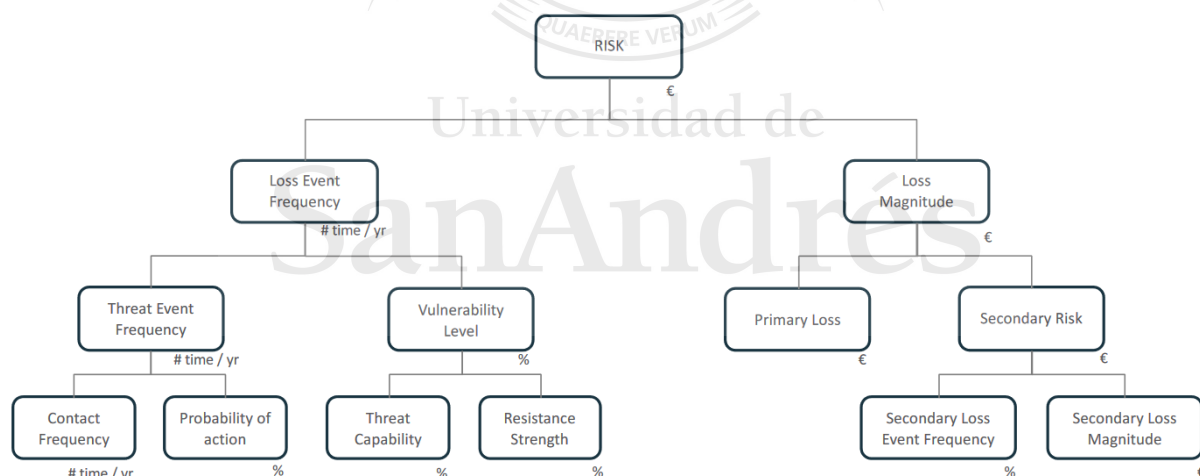 QUAERERE VERUM
RISK
€
Universidad de
SanAndrés
Loss Event
Frequency
# time / yr
Loss
Magnitude
€
Threat Event
Frequency
# time / yr
Vulnerability
Level
%
Primary Loss
€
Secondary Risk
€
Contact
Frequency
# time / yr
Probability of
action
%
Threat
Capability
%
Resistance
Strength
%
Secondary Loss
Event Frequency
%
Secondary Loss
Magnitude